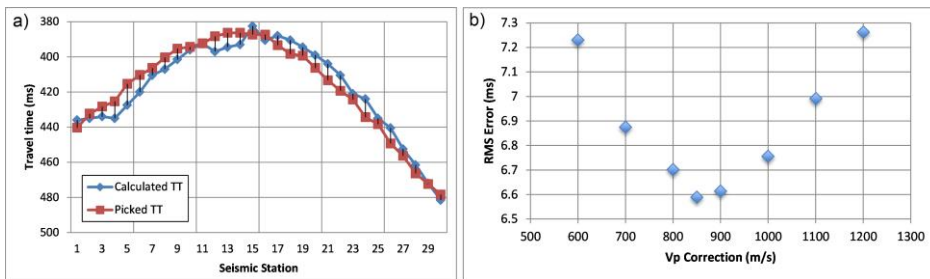 a)
380
400
420
440
460
480
500
Travel time (ms)
Calculated TT
Picked TT
1 3 5 7 9 11 13 15 17 19 21 23 25 27 29
Seismic Station
b)
7.3
7.2
7.1
7
6.9
6.8
6.7
6.6
6.5
RMS Error (ms)
500 600 700 800 900 1000 1100 1200 1300
Vp Correction (m/s)